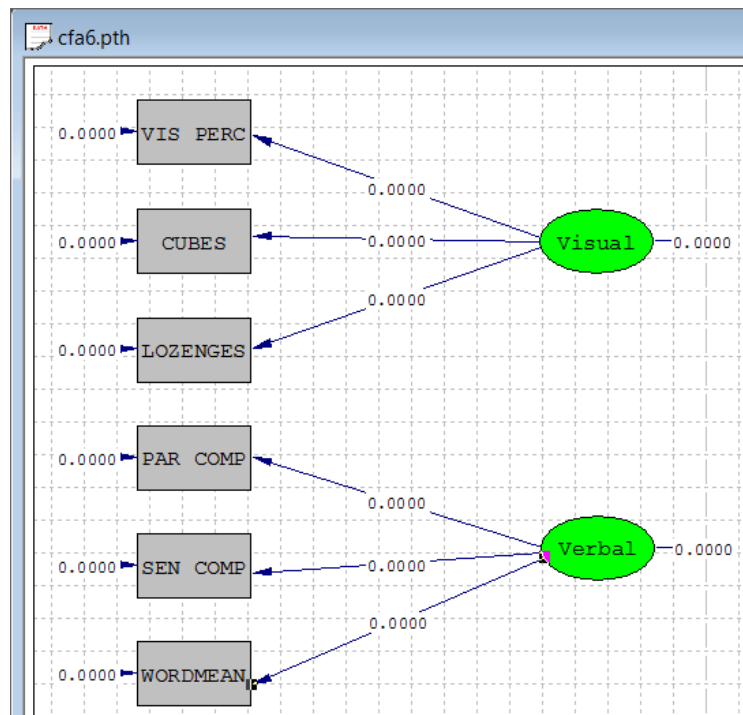 cfa6.pth
0.0000 VIS PERC
0.0000
0.0000 CUBES 0.0000 Visual 0.0000
0.0000
0.0000 LOZENGES
0.0000 PAR COMP
0.0000
0.0000 SEN COMP 0.0000 Verbal 0.0000
0.0000
0.0000 WORDMEAN